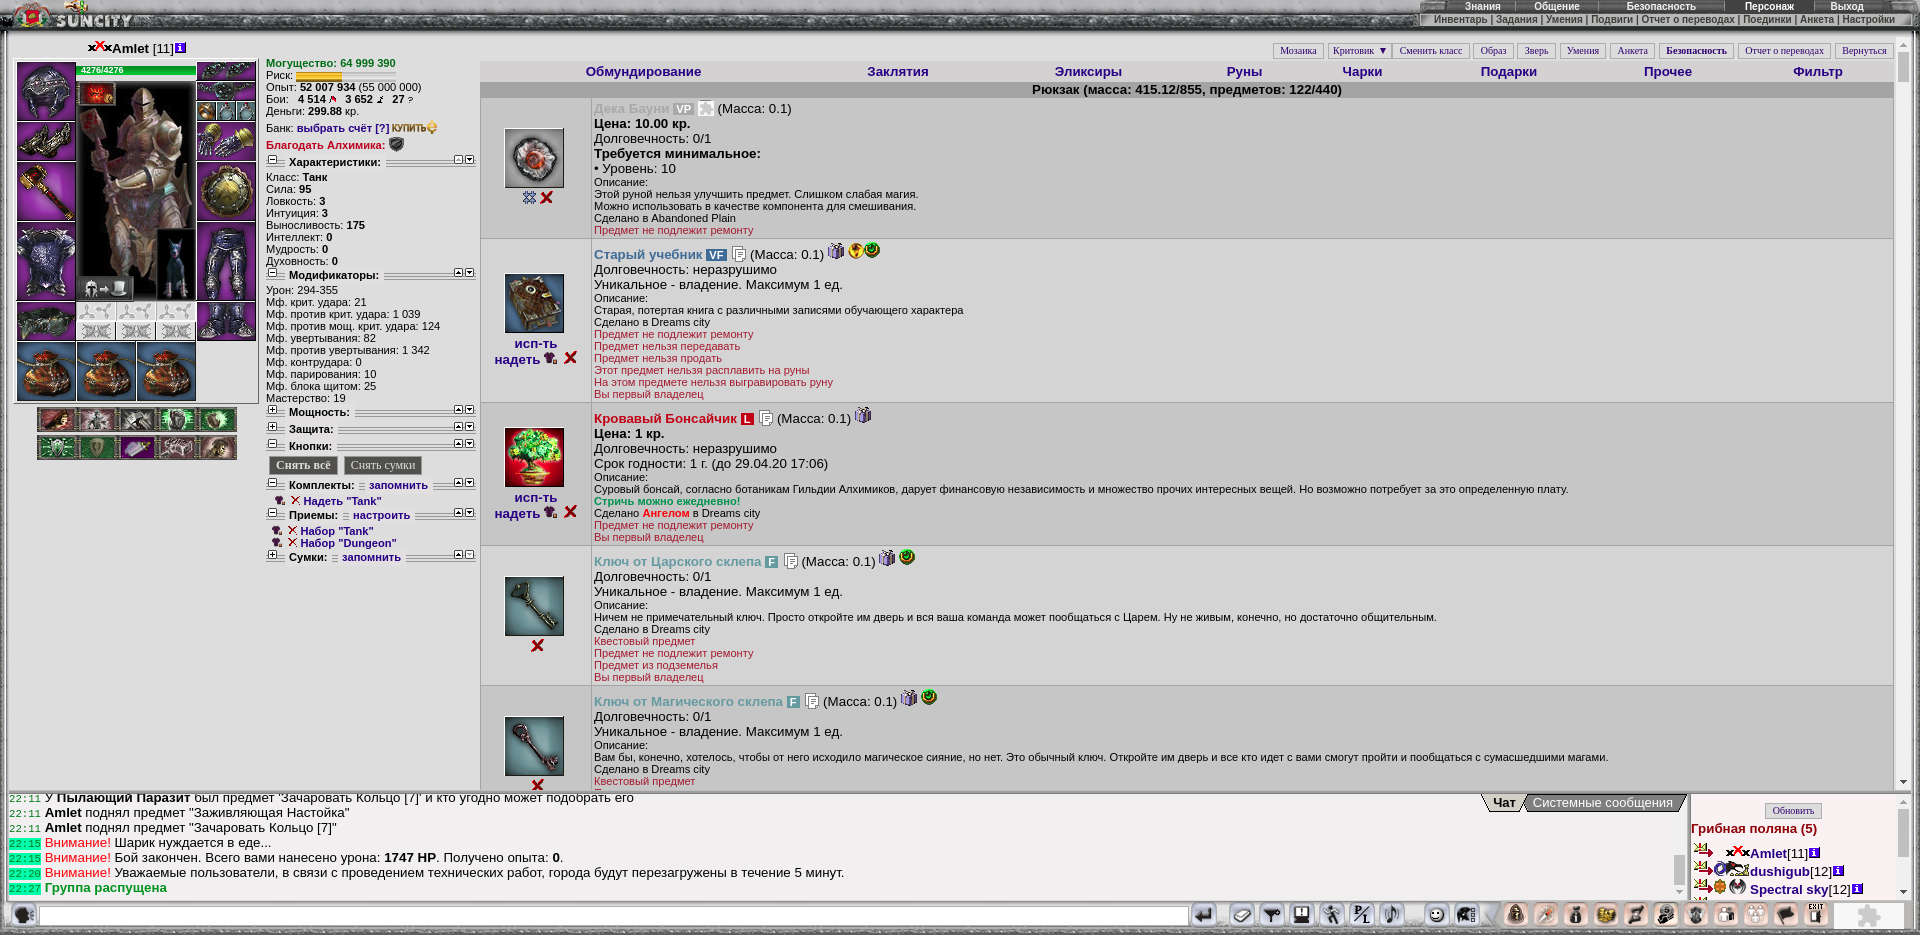 SUNCITY
Знания Общение Безопасность Персонаж Выход
Инвентарь | Задания | Умения | Подвиги | Отчет о переводах | Поединки | Анкета | Настройки
Amlet [11]
Мозаика Критовик ▼ Сменить класс Образ Зверь Умения Анкета Безопасность Отчет о переводах Вернуться
4276/4276
Могущество: 64 999 390
Риск:
Опыт: 52 007 934 (55 000 000)
Бои: 4 514 3 652 27 ?
Деньги: 299.88 кр.
Банк: выбрать счёт [?] КУПИТЬ
Благодать Алхимика:
Характеристики:
Класс: Танк
Сила: 95
Ловкость: 3
Интуиция: 3
Выносливость: 175
Интеллект: 0
Мудрость: 0
Духовность: 0
Модификаторы:
Урон: 294-355
Мф. крит. удара: 21
Мф. против крит. удара: 1 039
Мф. против мощ. крит. удара: 124
Мф. увертывания: 82
Мф. против увертывания: 1 342
Мф. контрудара: 0
Мф. парирования: 10
Мф. блока щитом: 25
Мастерство: 19
Мощность:
Защита:
Кнопки:
Снять всё Снять сумки
Комплекты: запомнить
Надеть "Tank"
Приемы: настроить
Набор "Tank"
Набор "Dungeon"
Сумки: запомнить
Обмундирование Заклятия Эликсиры Руны Чарки Подарки Прочее Фильтр
Рюкзак (масса: 415.12/855, предметов: 122/440)
Дека Бауни VP (Масса: 0.1)
Цена: 10.00 кр.
Долговечность: 0/1
Требуется минимальное:
• Уровень: 10
Описание:
Этой руной нельзя улучшить предмет. Слишком слабая магия.
Можно использовать в качестве компонента для смешивания.
Сделано в Abandoned Plain
Предмет не подлежит ремонту
Старый учебник VF (Масса: 0.1)
Долговечность: неразрушимо
Уникальное - владение. Максимум 1 ед.
Описание:
Старая, потертая книга с различными записями обучающего характера
Сделано в Dreams city
Предмет не подлежит ремонту
Предмет нельзя передавать
Предмет нельзя продать
Этот предмет нельзя расплавить на руны
На этом предмете нельзя выгравировать руну
Вы первый владелец
исп-ть
надеть
Кровавый Бонсайчик L (Масса: 0.1)
Цена: 1 кр.
Долговечность: неразрушимо
Срок годности: 1 г. (до 29.04.20 17:06)
Описание:
Суровый бонсай, согласно ботаникам Гильдии Алхимиков, дарует финансовую независимость и множество прочих интересных вещей. Но возможно потребует за это определенную плату.
Стричь можно ежедневно!
Сделано Ангелом в Dreams city
Предмет не подлежит ремонту
Вы первый владелец
исп-ть
надеть
Ключ от Царского склепа F (Масса: 0.1)
Долговечность: 0/1
Уникальное - владение. Максимум 1 ед.
Описание:
Ничем не примечательный ключ. Просто откройте им дверь и вся ваша команда может пообщаться с Царем. Ну не живым, конечно, но достаточно общительным.
Сделано в Dreams city
Квестовый предмет
Предмет не подлежит ремонту
Предмет из подземелья
Вы первый владелец
Ключ от Магического склепа F (Масса: 0.1)
Долговечность: 0/1
Уникальное - владение. Максимум 1 ед.
Описание:
Вам бы, конечно, хотелось, чтобы от него исходило магическое сияние, но нет. Это обычный ключ. Откройте им дверь и все кто идет с вами смогут пройти и пообщаться с сумасшедшими магами.
Сделано в Dreams city
Квестовый предмет
22:11 У Пылающий Паразит был предмет 'Зачаровать Кольцо [7]' и кто угодно может подобрать его
22:11 Amlet поднял предмет "Заживляющая Настойка"
22:11 Amlet поднял предмет "Зачаровать Кольцо [7]"
22:15 Внимание! Шарик нуждается в еде...
22:15 Внимание! Бой закончен. Всего вами нанесено урона: 1747 HP. Получено опыта: 0.
22:20 Внимание! Уважаемые пользователи, в связи с проведением технических работ, города будут перезагружены в течение 5 минут.
22:27 Группа распущена
Чат Системные сообщения
Обновить
Грибная поляна (5)
Amlet[11]
dushigub[12]
Spectral sky[12]
P/L
EXIT